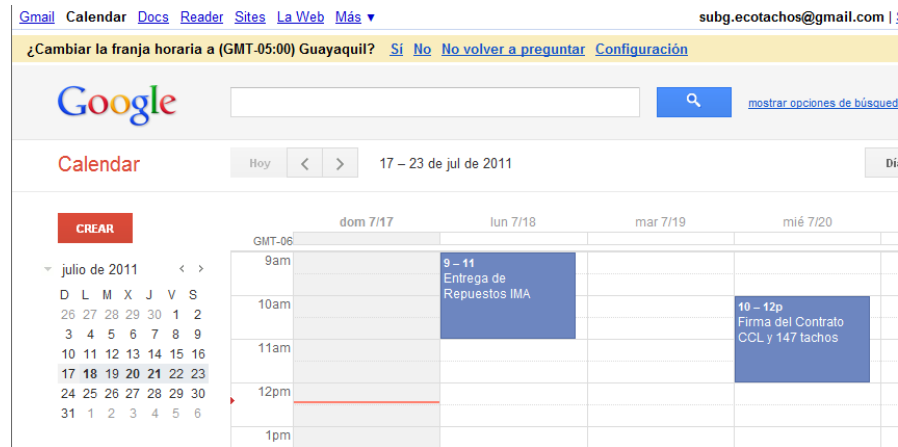 Gmail Calendar Docs Reader Sites La Web Más ▼ subg.ecotachos@gmail.com |
¿Cambiar la franja horaria a (GMT-05:00) Guayaquil? Sí No No volver a preguntar Configuración
Google
mostrar opciones de búsqued
Calendar
Hoy < > 17 – 23 de jul de 2011
CREAR
julio de 2011 < >
D L M X J V S
26 27 28 29 30 1 2
3 4 5 6 7 8 9
10 11 12 13 14 15 16
17 18 19 20 21 22 23
24 25 26 27 28 29 30
31 1 2 3 4 5 6
dom 7/17 lun 7/18 mar 7/19 mié 7/20
GMT-06
9am
10am
11am
12pm
1pm
9 – 11
Entrega de
Repuestos IMA
10 – 12p
Firma del Contrato
CCL y 147 tachos